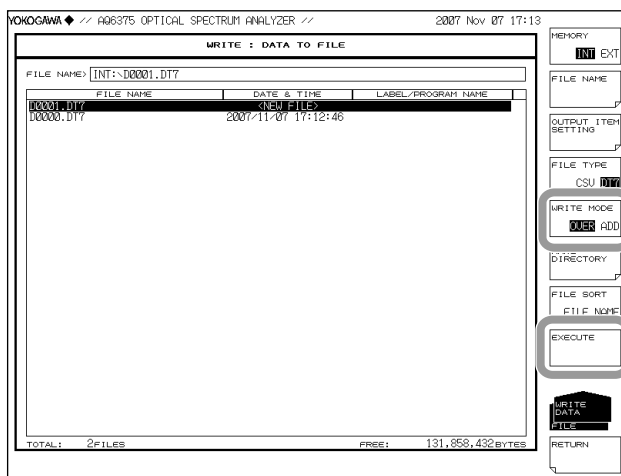 YOKOGAWA ◆ // AQ6375 OPTICAL SPECTRUM ANALYZER // 2007 Nov 07 17:13
WRITE : DATA TO FILE
FILE NAME> INT:\D0001.DT7
FILE NAME DATE & TIME LABEL/PROGRAM NAME
D0001.DT7 <NEW FILE>
D0000.DT7 2007/11/07 17:12:46
TOTAL: 2FILES FREE: 131,858,432BYTES
MEMORY
INT EXT
FILE NAME
OUTPUT ITEM
SETTING
FILE TYPE
CSV DT7
WRITE MODE
OVER ADD
DIRECTORY
FILE SORT
FILE NAME
EXECUTE
WRITE
DATA
FILE
RETURN